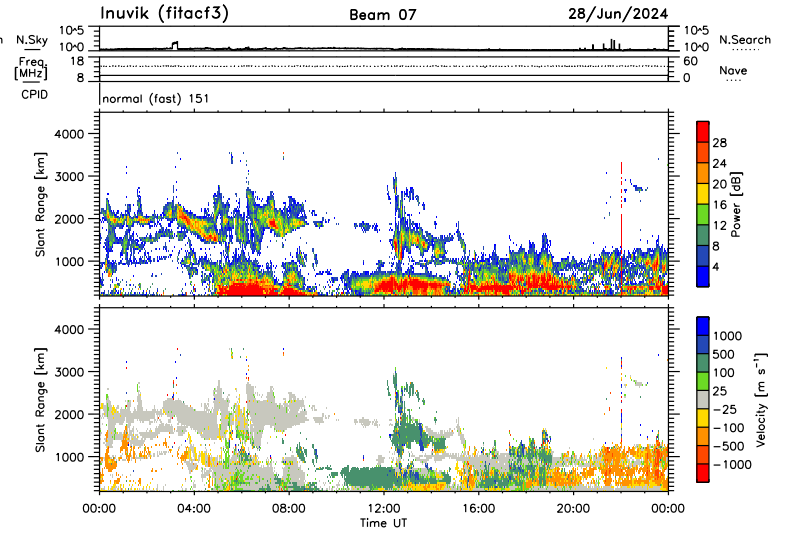 Inuvik (fitacf3) Beam 07 28/Jun/2024
N.Sky 10^5 10^0 10^5 10^0 N.Search
Freq. [MHz] 18 8 60 0 Nave
CPID normal (fast) 151
4000
3000
2000
1000
Slant Range [km]
28
24
20
16
12
8
4
Power [dB]
4000
3000
2000
1000
Slant Range [km]
1000
500
100
25
-25
-100
-500
-1000
Velocity [m s⁻¹]
00:00 04:00 08:00 12:00 16:00 20:00 00:00
Time UT